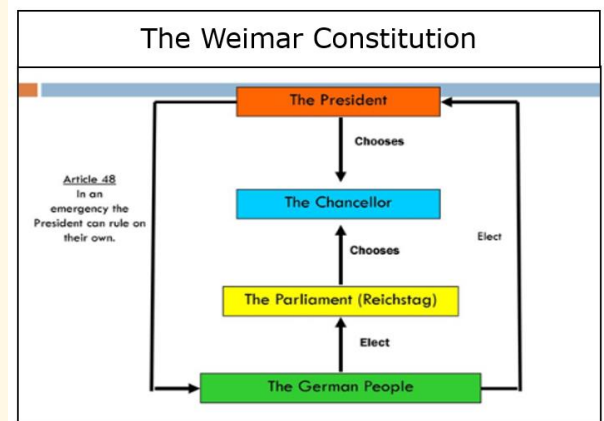 The Weimar Constitution
The President
Chooses
Article 48
In an
emergency the
President can rule on
their own.
The Chancellor
Elect
Chooses
The Parliament (Reichstag)
Elect
The German People